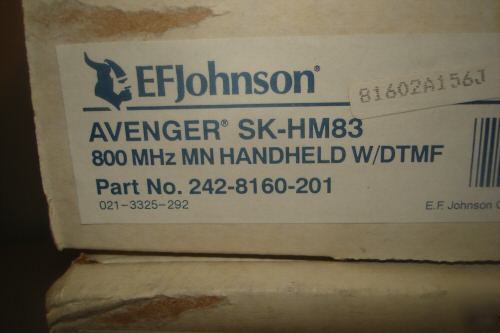 EFJohnson®
81602A156J
AVENGER® SK-HM83
800 MHz MN HANDHELD W/DTMF
Part No. 242-8160-201
021-3325-292
E.F. Johnson C